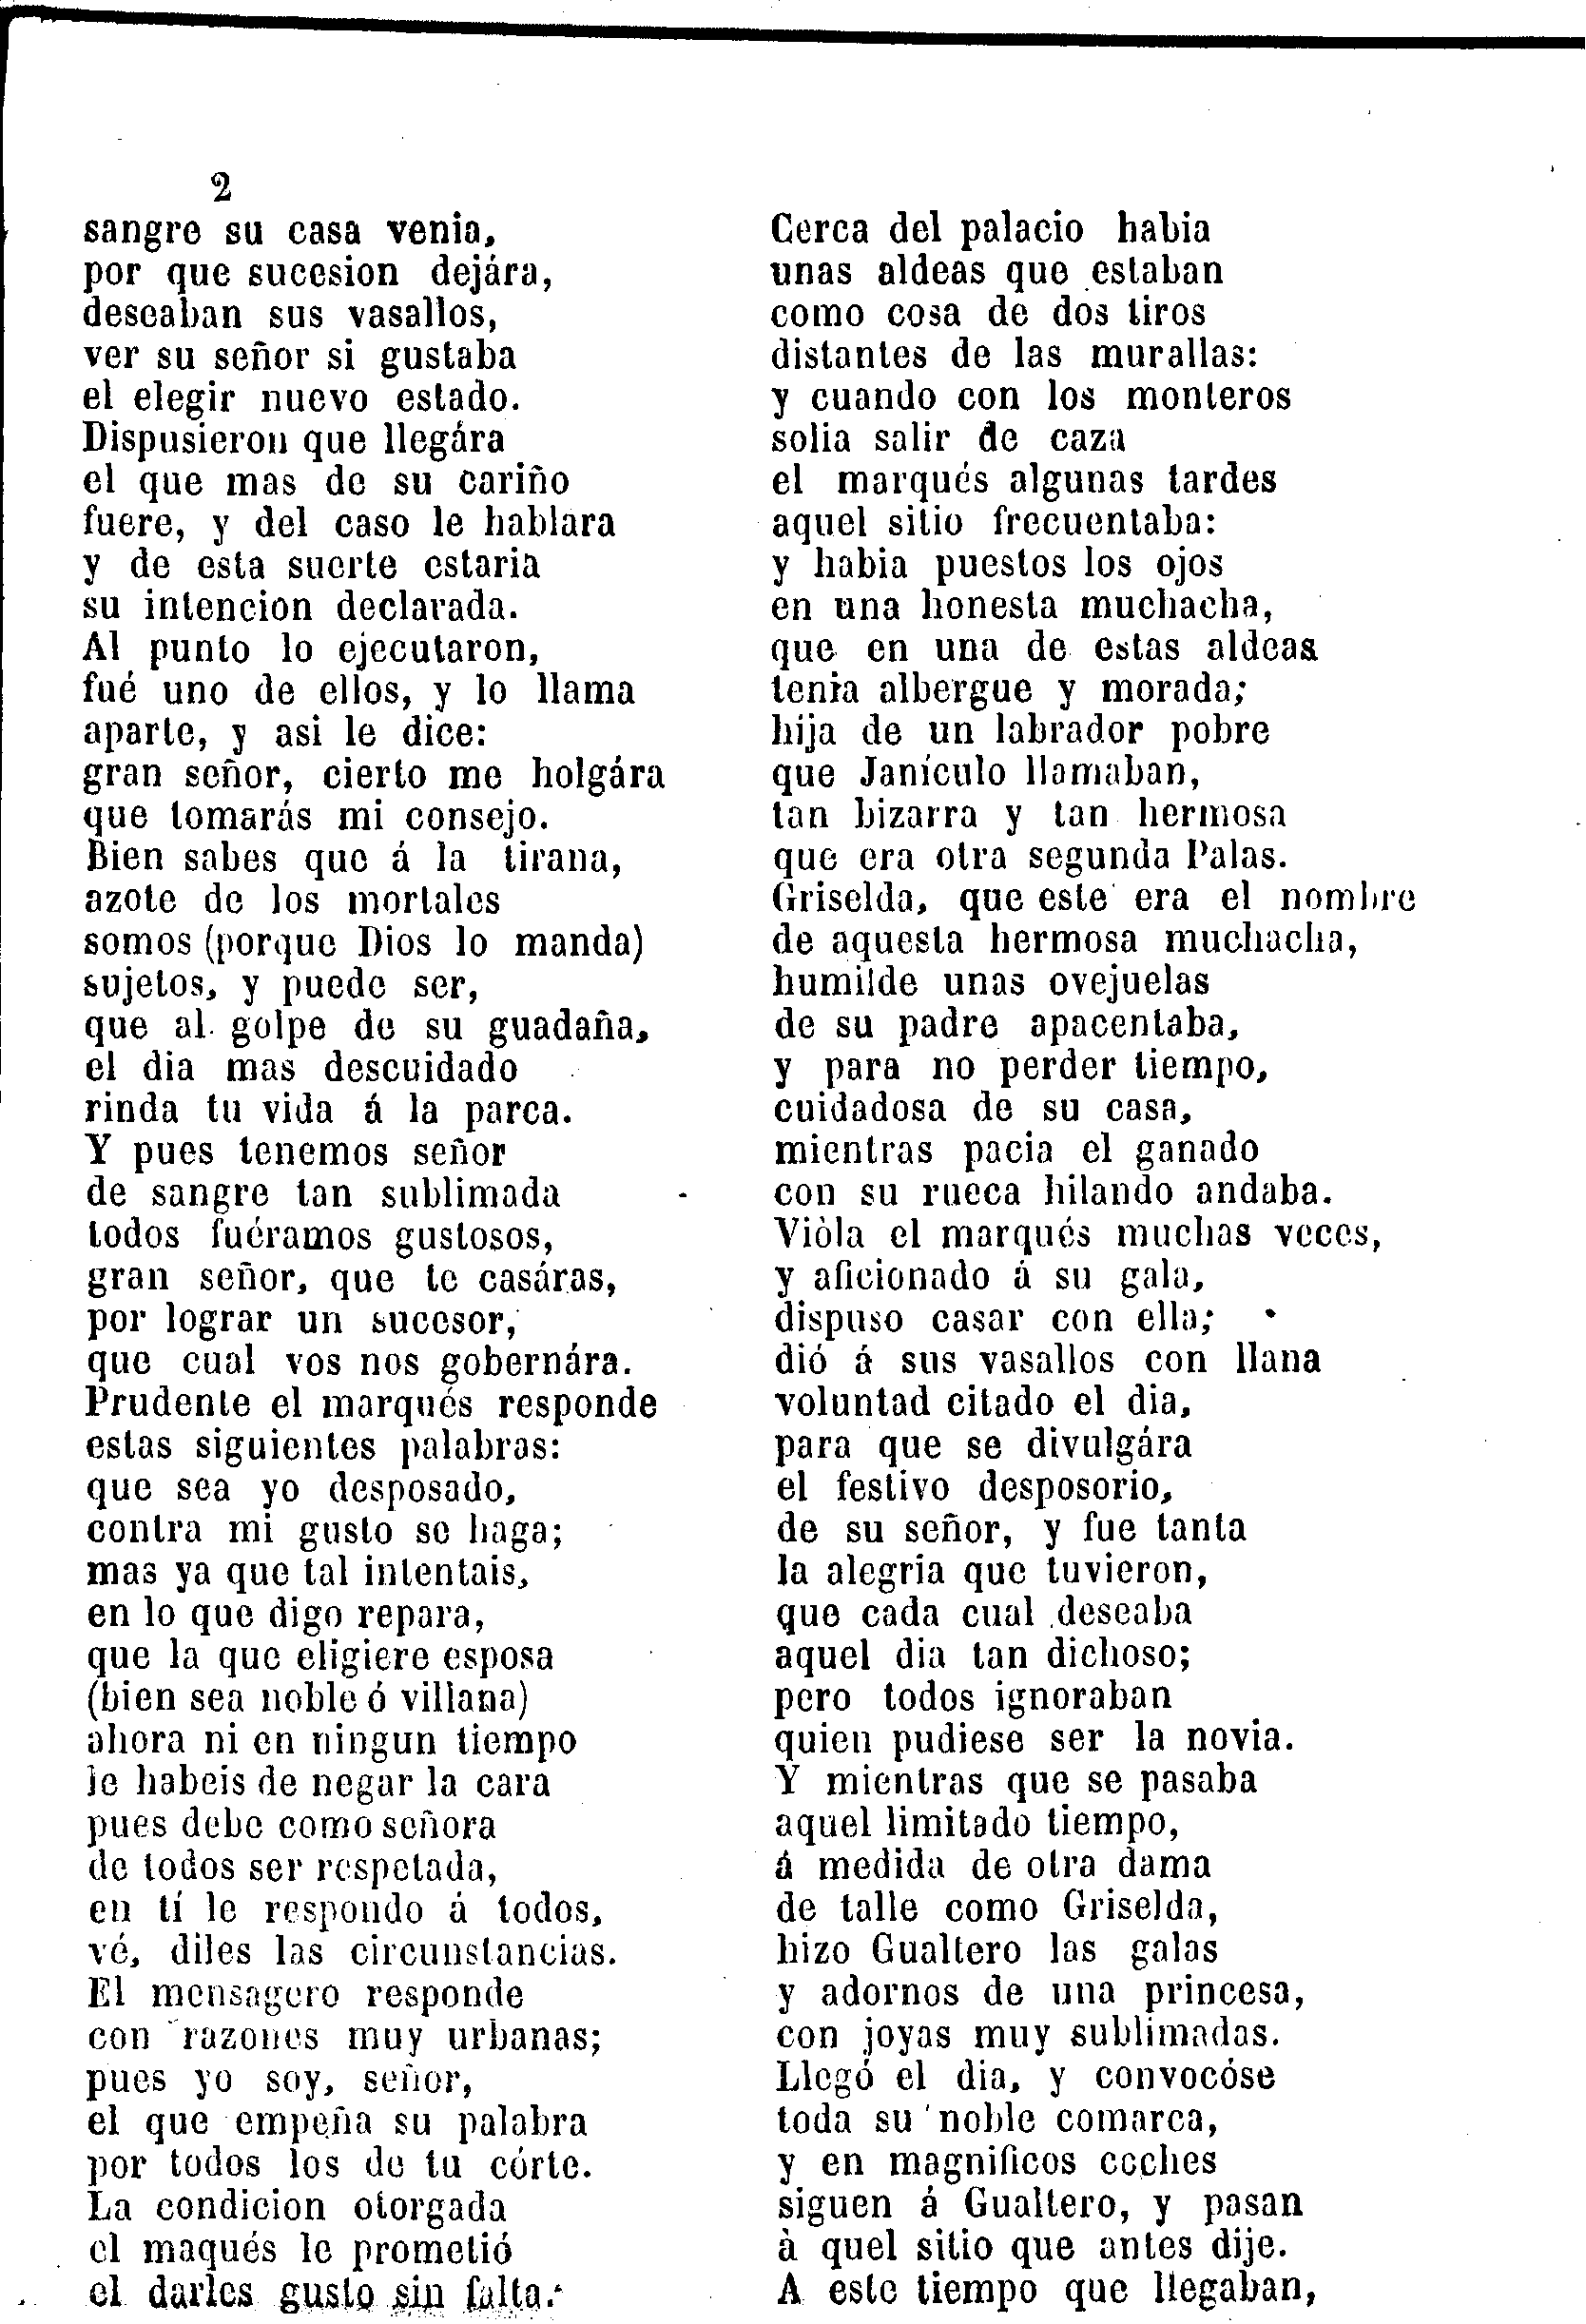 2
sangre su casa venia,
por que sucesion dejára,
deseaban sus vasallos,
ver su señor si gustaba
el elegir nuevo estado.
Dispusieron que llegára
el que mas de su cariño
fuere, y del caso le hablara
y de esta suerte estaria
su intencion declarada.
Al punto lo ejecutaron,
fué uno de ellos, y lo llama
aparte, y asi le dice:
gran señor, cierto me holgára
que tomarás mi consejo.
Bien sabes que á la tirana,
azote de los mortales
somos (porque Dios lo manda)
sujetos, y puede ser,
que al golpe de su guadaña,
el dia mas descuidado
rinda tu vida á la parca.
Y pues tenemos señor
de sangre tan sublimada
todos fuéramos gustosos,
gran señor, que te casáras,
por lograr un sucesor,
que cual vos nos gobernára.
Prudente el marqués responde
estas siguientes palabras:
que sea yo desposado,
contra mi gusto se haga;
mas ya que tal intentais,
en lo que digo repara,
que la que eligiere esposa
(bien sea noble ó villana)
ahora ni en ningun tiempo
le habeis de negar la cara
pues debe como señora
de todos ser respetada,
en tí le respondo á todos,
vé, diles las circunstancias.
El mensagero responde
con razones muy urbanas;
pues yo soy, señor,
el que empeña su palabra
por todos los de tu córte.
La condicion otorgada
el maqués le prometió
el darles gusto sin falta.
Cerca del palacio habia
unas aldeas que estaban
como cosa de dos tiros
distantes de las murallas:
y cuando con los monteros
solia salir de caza
el marqués algunas tardes
aquel sitio frecuentaba:
y habia puestos los ojos
en una honesta muchacha,
que en una de estas aldeas
tenia albergue y morada;
hija de un labrador pobre
que Janículo llamaban,
tan bizarra y tan hermosa
que era otra segunda Palas.
Griselda, que este era el nombre
de aquesta hermosa muchacha,
humilde unas ovejuelas
de su padre apacentaba,
y para no perder tiempo,
cuidadosa de su casa,
mientras pacia el ganado
con su rueca hilando andaba.
Viòla el marqués muchas veces,
y aficionado á su gala,
dispuso casar con ella;
dió á sus vasallos con llana
voluntad citado el dia,
para que se divulgára
el festivo desposorio,
de su señor, y fue tanta
la alegria que tuvieron,
que cada cual deseaba
aquel dia tan dichoso;
pero todos ignoraban
quien pudiese ser la novia.
Y mientras que se pasaba
aquel limitado tiempo,
á medida de otra dama
de talle como Griselda,
hizo Gualtero las galas
y adornos de una princesa,
con joyas muy sublimadas.
Llegó el dia, y convocóse
toda su noble comarca,
y en magnificos coches
siguen á Gualtero, y pasan
à quel sitio que antes dije.
A este tiempo que llegaban,